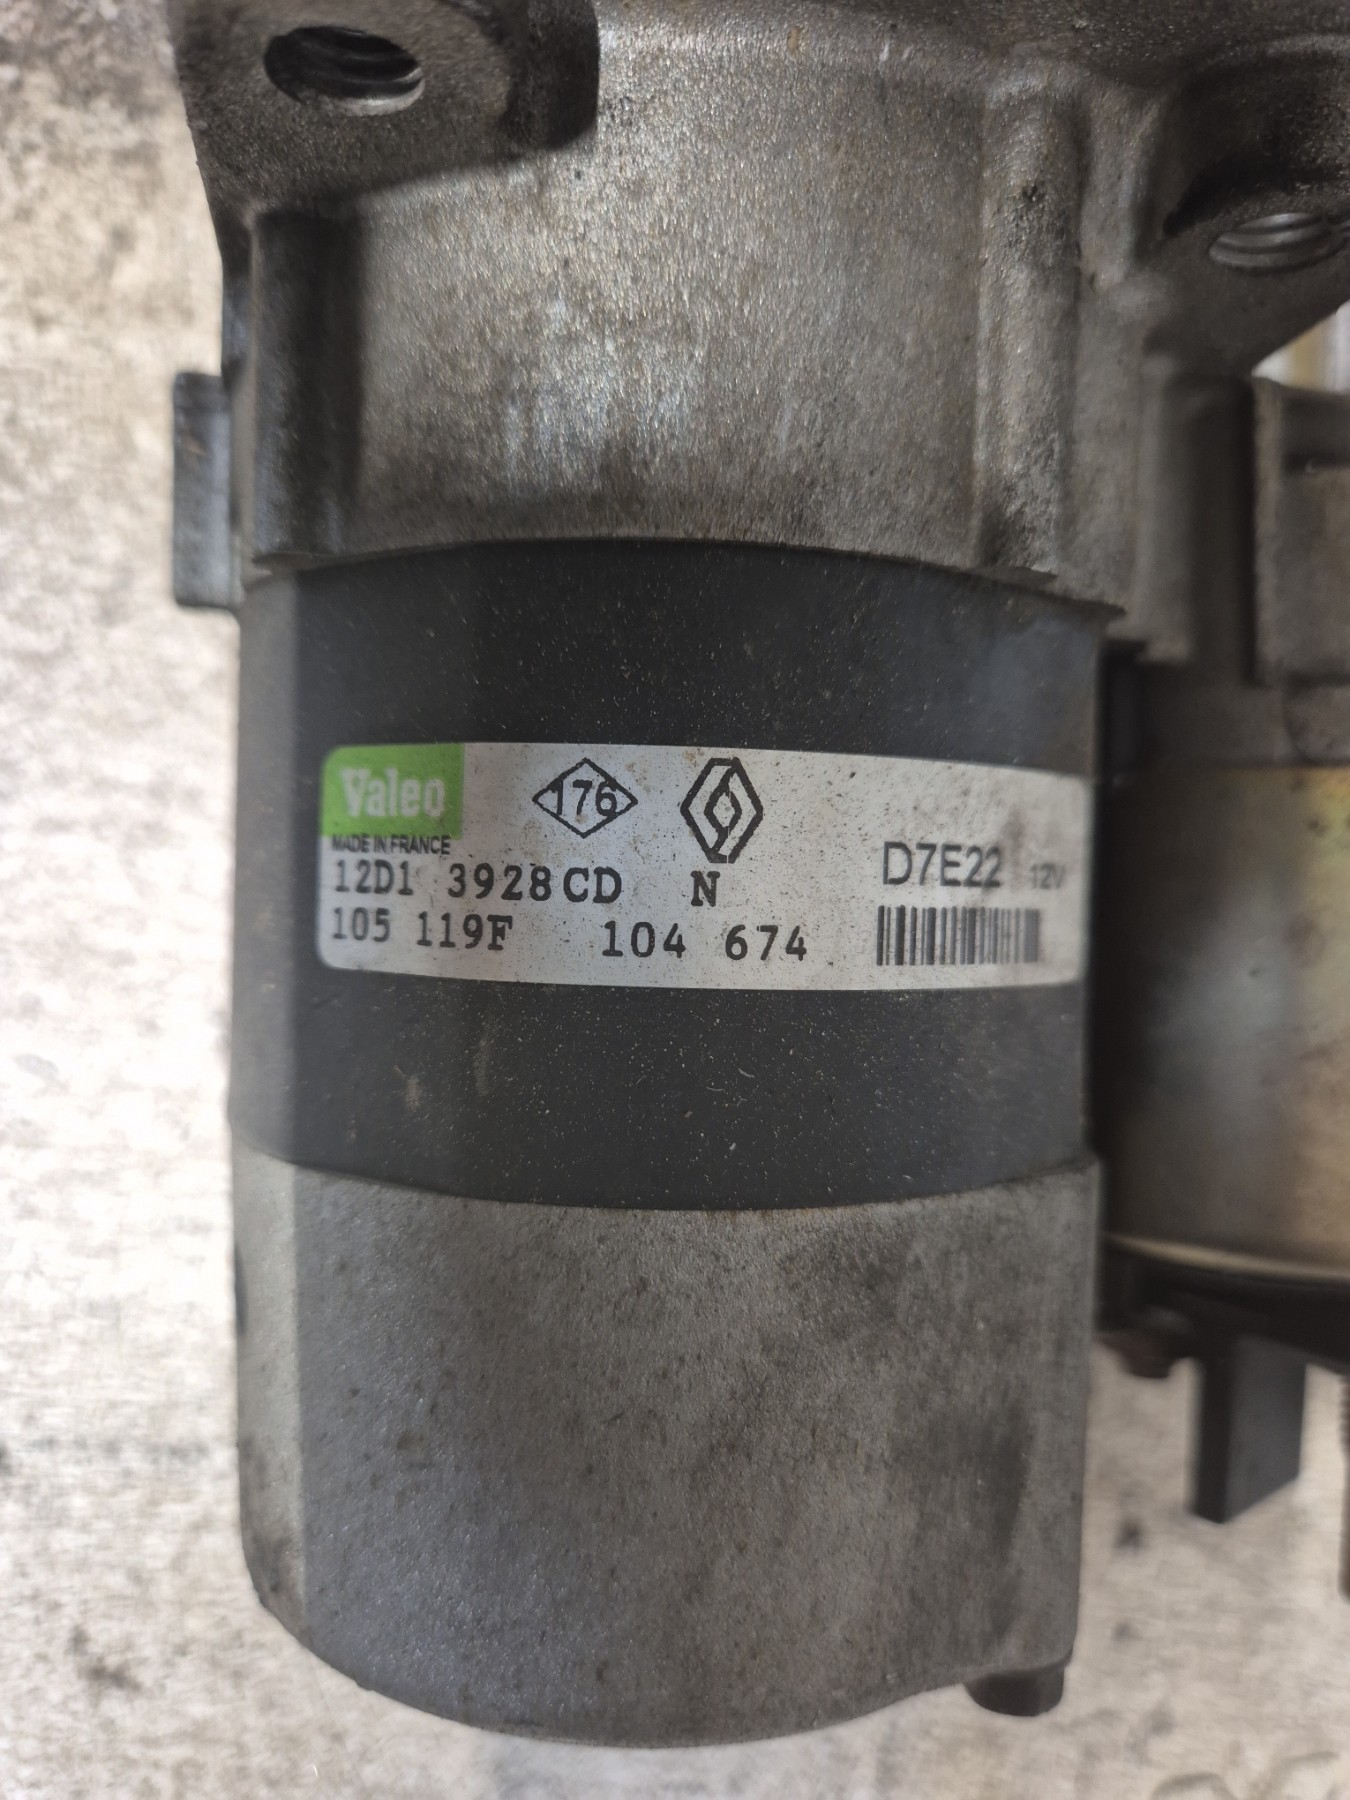 Valeo
176
MADE IN FRANCE
12D1 3928CD N
D7E22 12V
105 119F 104 674